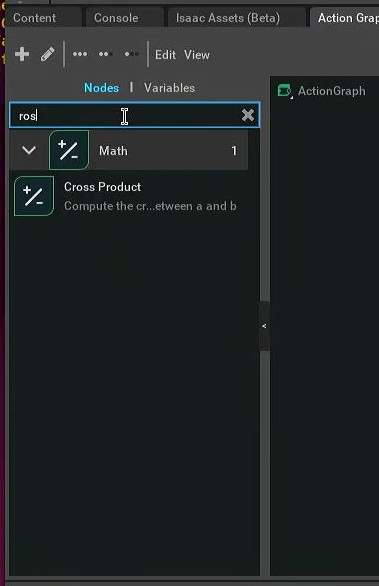 Content
Console
Isaac Assets (Beta)
Action Grap
Edit View
Nodes | Variables
ros
Math 1
Cross Product
Compute the cr...etween a and b
ActionGraph